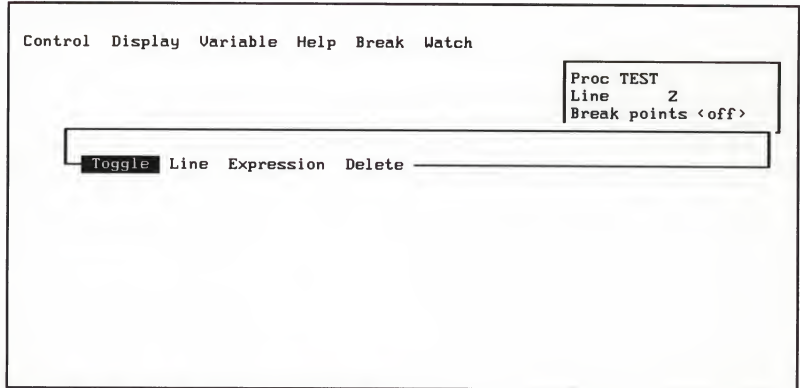 Control Display Variable Help Break Watch
Proc TEST
Line 2
Break points <off>
Toggle Line Expression Delete